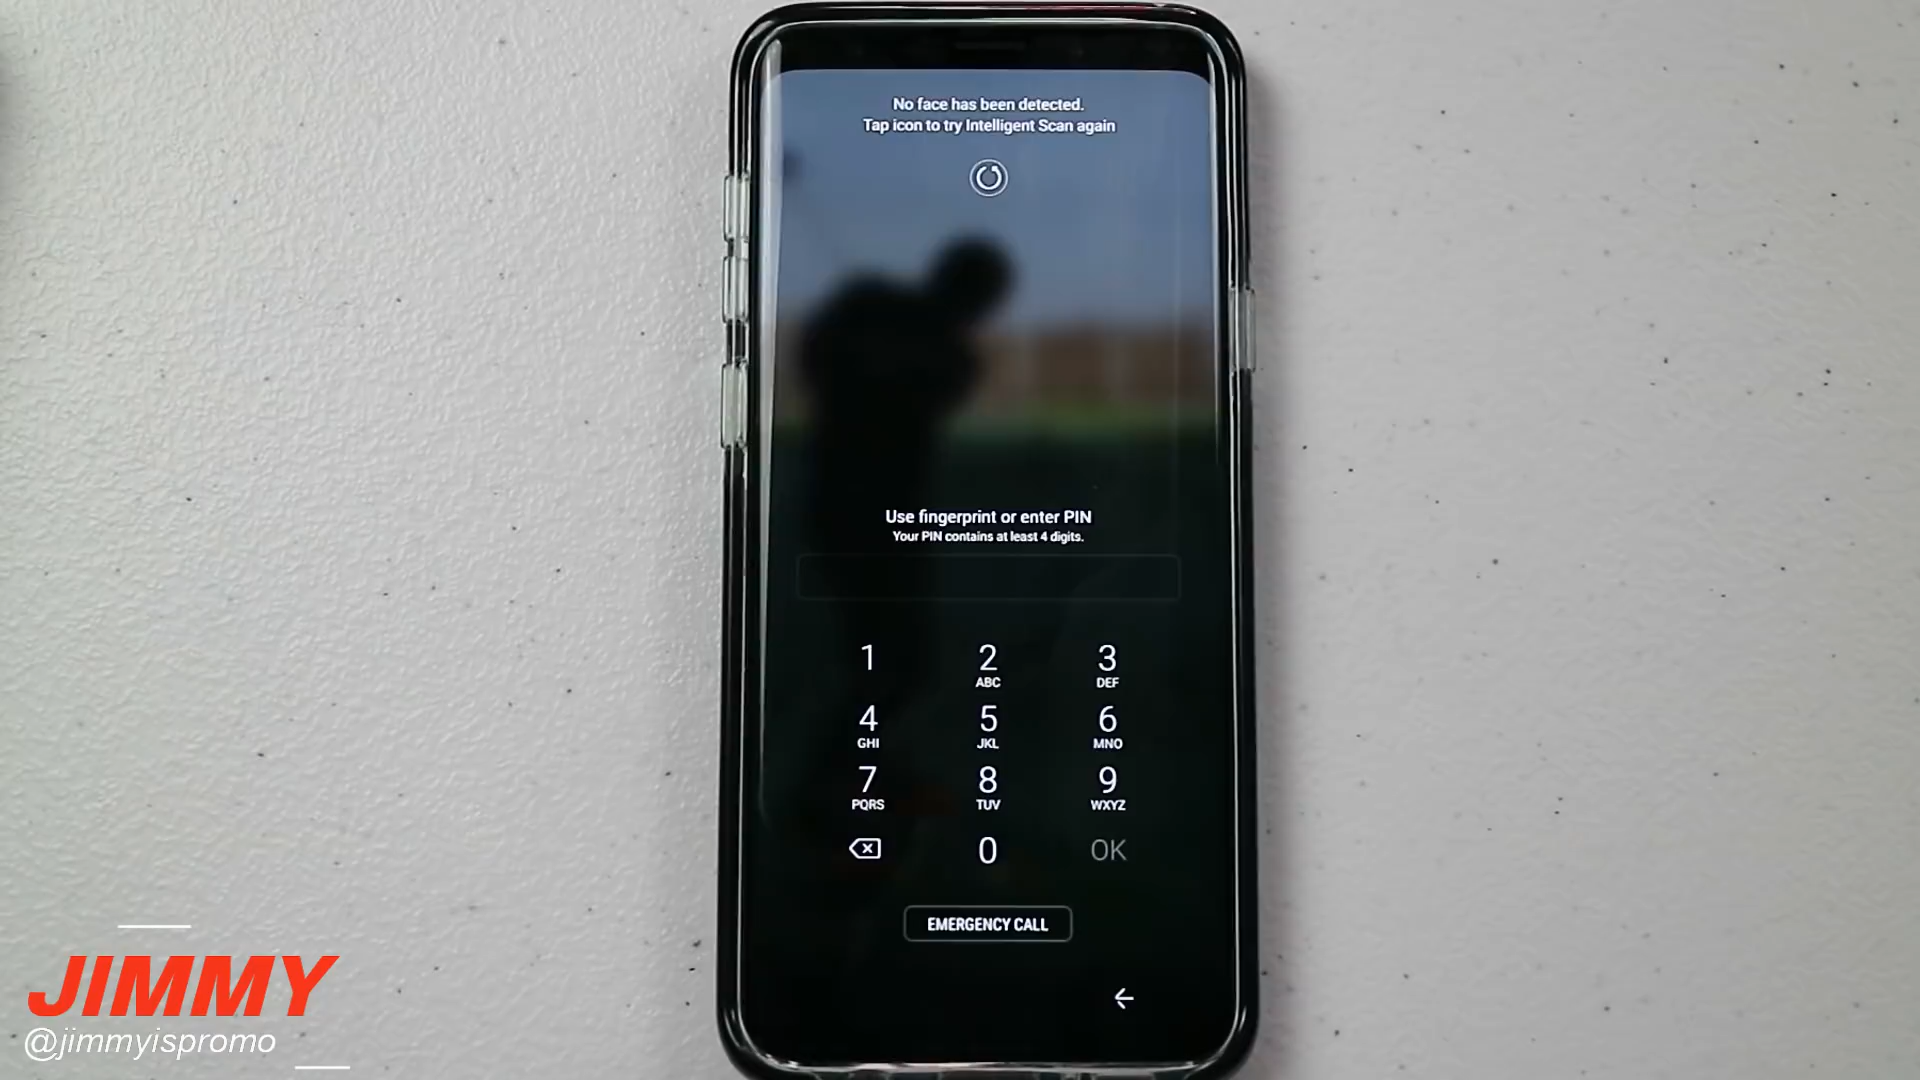 No face has been detected.
Tap icon to try Intelligent Scan again
Use fingerprint or enter PIN
Your PIN contains at least 4 digits.
1 2 3
ABC DEF
4 5 6
GHI JKL MNO
7 8 9
PQRS TUV WXYZ
0 OK
EMERGENCY CALL
JIMMY
@jimmyispromo